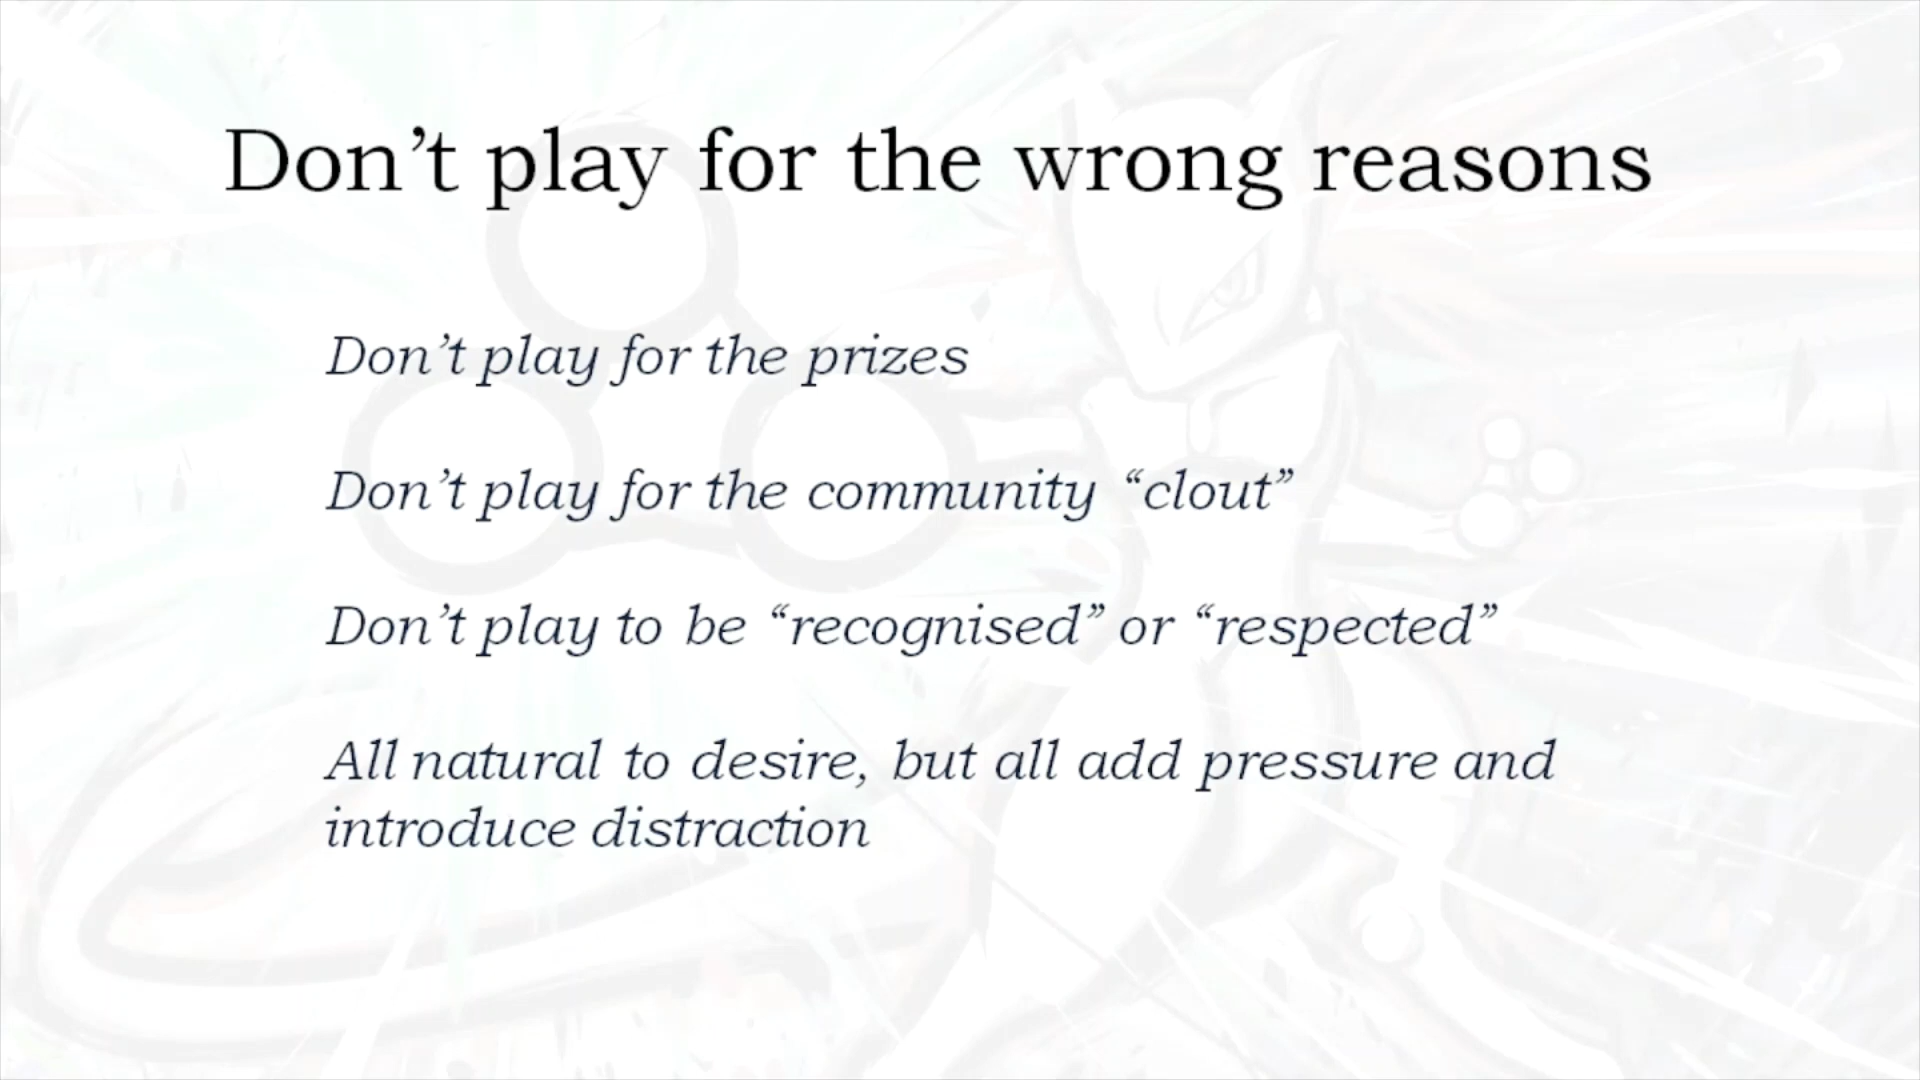 Don’t play for the wrong reasons
Don’t play for the prizes
Don’t play for the community “clout”
Don’t play to be “recognised” or “respected”
All natural to desire, but all add pressure and
introduce distraction